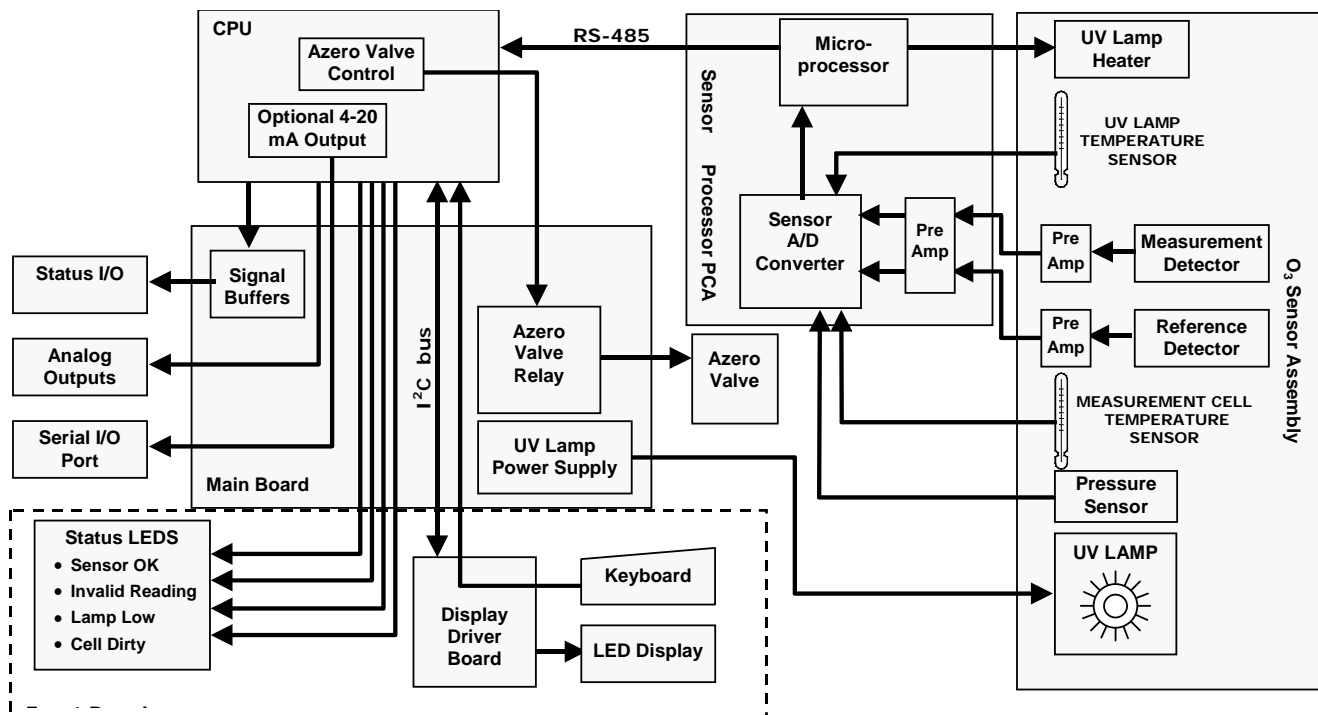 CPU
Azero Valve
Control
Optional 4-20
mA Output
RS-485
Micro-
processor
Sensor Processor PCA
UV Lamp
Heater
UV LAMP
TEMPERATURE
SENSOR
Sensor
A/D
Converter
Pre
Amp
Pre
Amp
Measurement
Detector
Pre
Amp
Reference
Detector
O3 Sensor Assembly
MEASUREMENT CELL
TEMPERATURE
SENSOR
Pressure
Sensor
UV LAMP
Status I/O
Signal
Buffers
Analog
Outputs
Serial I/O
Port
I2C bus
Azero
Valve
Relay
Azero
Valve
UV Lamp
Power Supply
Main Board
Status LEDS
• Sensor OK
• Invalid Reading
• Lamp Low
• Cell Dirty
Display
Driver
Board
Keyboard
LED Display